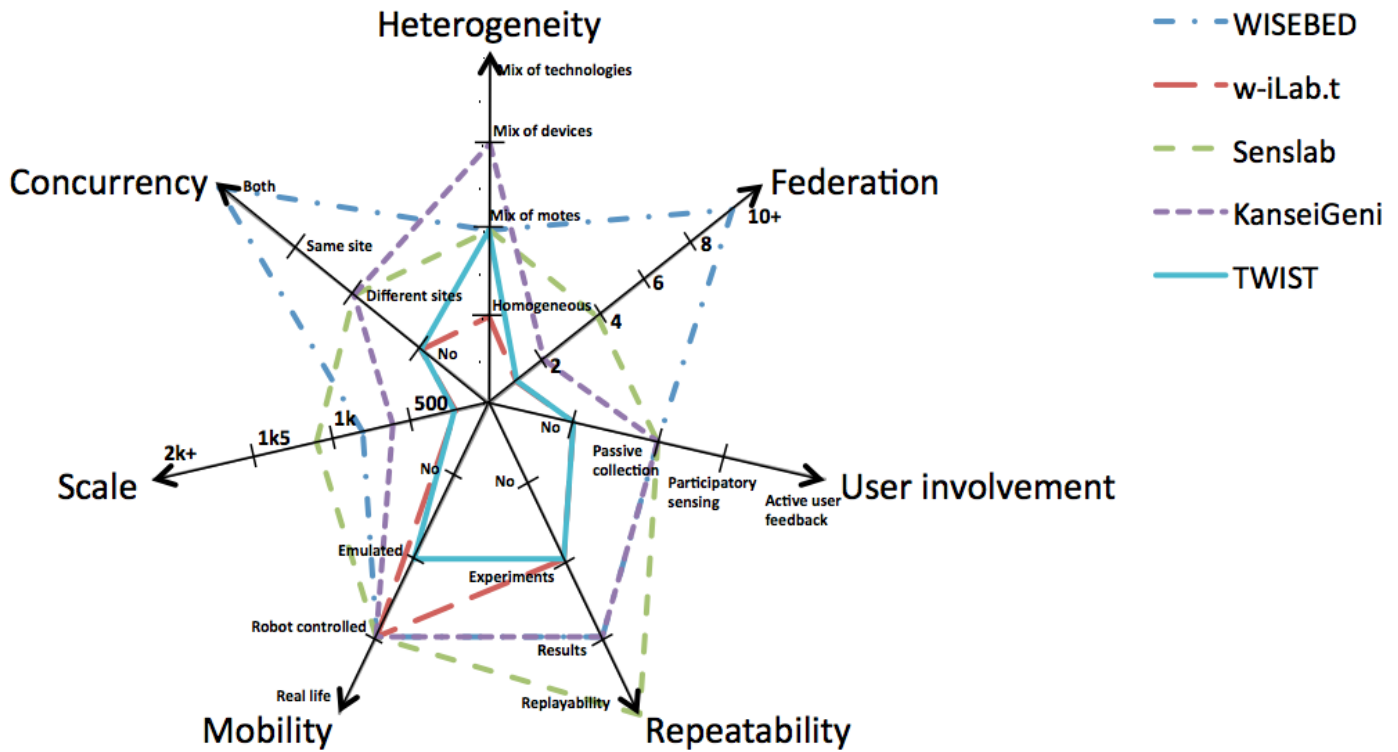 Heterogeneity
Mix of technologies
Mix of devices
Mix of motes
Homogeneous
WISEBED
w-iLab.t
Senslab
KanseiGeni
TWIST
Concurrency
Both
Same site
Different sites
No
Federation
10+
8
6
4
2
Scale
2k+
1k5
1k
500
User involvement
No
Passive
collection
Participatory
sensing
Active user
feedback
Mobility
No
Emulated
Robot controlled
Real life
Repeatability
No
Experiments
Results
Replayability